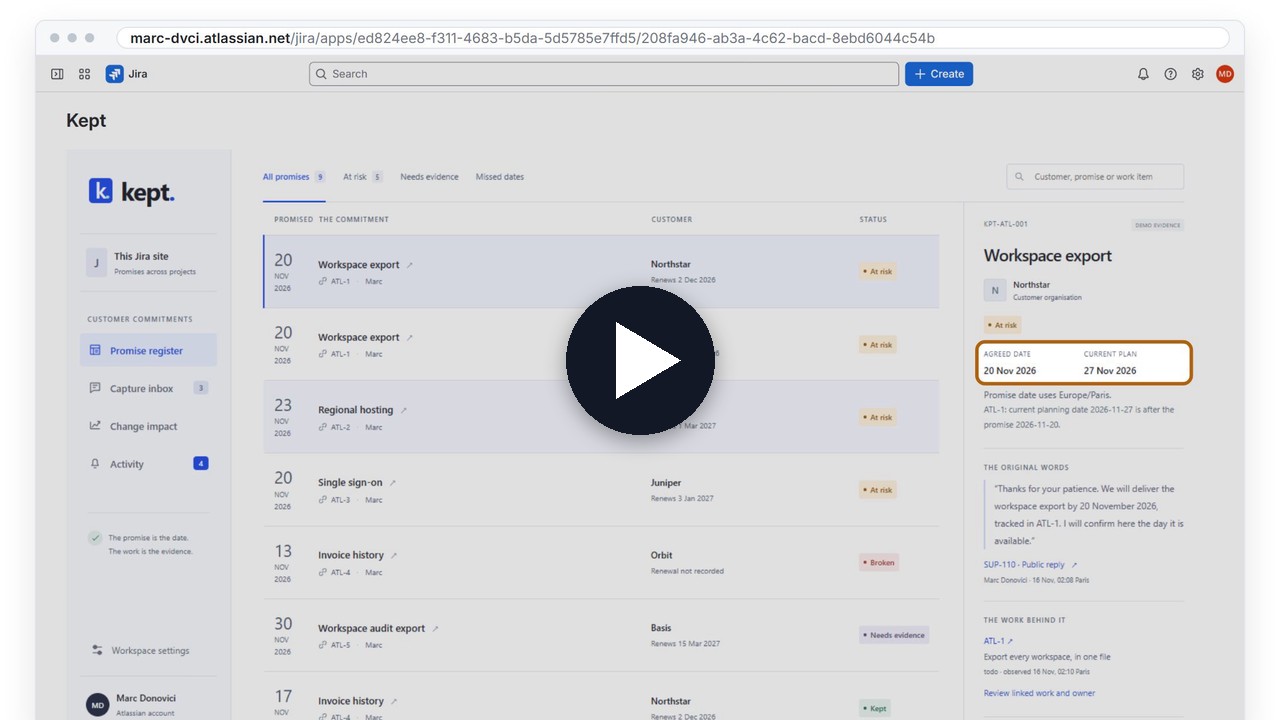 marc-dvci.atlassian.net/jira/apps/ed824ee8-f311-4683-b5da-5d5785e7ffd5/208fa946-ab3a-4c62-bacd-8ebd6044c54b
Jira
Search
Create
MD
Kept
k. kept.
J
This Jira site
Promises across projects
CUSTOMER COMMITMENTS
Promise register
Capture inbox 3
Change impact
Activity 4
The promise is the date.
The work is the evidence.
Workspace settings
MD
Marc Donovici
Atlassian account
All promises 9
At risk 5
Needs evidence
Missed dates
Customer, promise or work item
PROMISED THE COMMITMENT CUSTOMER STATUS
20 NOV 2026
Workspace export ↗
ATL-1 · Marc
Northstar
Renews 2 Dec 2026
At risk
20 NOV 2026
Workspace export ↗
ATL-1 · Marc
At risk
23 NOV 2026
Regional hosting ↗
ATL-2 · Marc
1 Mar 2027
At risk
20 NOV 2026
Single sign-on ↗
ATL-3 · Marc
Juniper
Renews 3 Jan 2027
At risk
13 NOV 2026
Invoice history ↗
ATL-4 · Marc
Orbit
Renewal not recorded
Broken
30 NOV 2026
Workspace audit export ↗
ATL-5 · Marc
Basis
Renews 15 Mar 2027
Needs evidence
17 NOV
Invoice history ↗
ATL-4 · Marc
Northstar
Renews 2 Dec 2026
Kept
KPT-ATL-001
DEMO EVIDENCE
Workspace export
N
Northstar
Customer organisation
At risk
AGREED DATE CURRENT PLAN
20 Nov 2026 27 Nov 2026
Promise date uses Europe/Paris.
ATL-1: current planning date 2026-11-27 is after the
promise 2026-11-20.
THE ORIGINAL WORDS
"Thanks for your patience. We will deliver the
workspace export by 20 November 2026,
tracked in ATL-1. I will confirm here the day it is
available."
SUP-110 · Public reply ↗
Marc Donovici · 16 Nov, 02:08 Paris
THE WORK BEHIND IT
ATL-1 ↗
Export every workspace, in one file
todo · observed 16 Nov, 02:10 Paris
Review linked work and owner